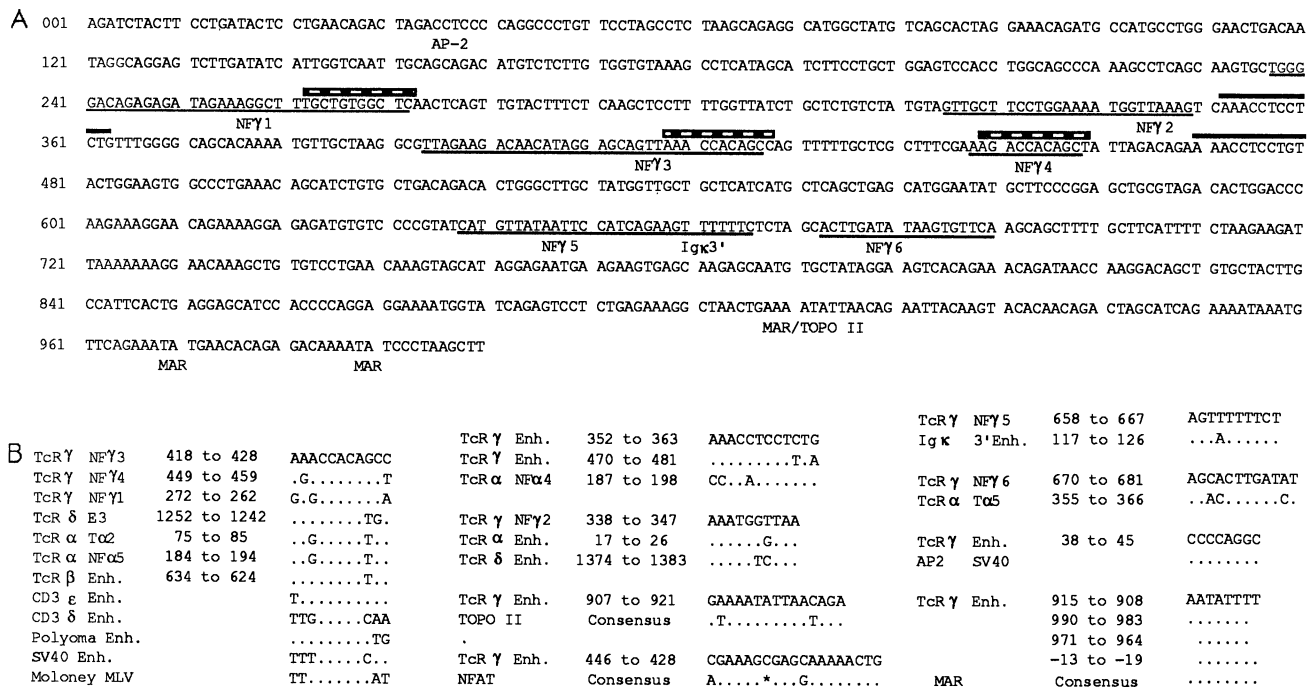 A
001 AGATCTACTT CCTGATACTC CTGAACAGAC TAGACCTCCC CAGGCCCTGT TCCTAGCCTC TAAGCAGAGG CATGGCTATG TCAGCACTAG GAAACAGATG CCATGCCTGG GAACTGACAA
AP-2
121 TAGGCAGGAG TCTTGATATC ATTGGTCAAT TGCAGCAGAC ATGTCTCTTG TGGTGTAAAG CCTCATAGCA TCTTCCTGCT GGAGTCCACC TGGCAGCCCA AAGCCTCAGC AAGTGCTGGG
241 GACAGAGAGA TAGAAAGGCT TTGCTGTGGC TCAACTCAGT TGTACTTTCT CAAGCTCCTT TTGGTTATCT GCTCTGTCTA TGTAGTTGCT TCCTGGAAAA TGGTTAAAGT CAAACCTCCT
NFγ1 NFγ2
361 CTGTTTGGGG CAGCACAAAA TGTTGCTAAG GCGTTAGAAG ACAACATAGG AGCAGTTAAA CCACAGCCAG TTTTTGCTCG CTTTCGAAAG ACCACAGCTA TTAGACAGAA AACCTCCTGT
NFγ3 NFγ4
481 ACTGGAAGTG GCCCTGAAAC AGCATCTGTG CTGACAGACA CTGGGCTTGC TATGGTTGCT GCTCATCATG CTCAGCTGAG CATGGAATAT GCTTCCCGGA GCTGCGTAGA CACTGGACCC
601 AAGAAAGGAA CAGAAAAGGA GAGATGTGTC CCCGTATCAT GTTATAATTC CATCAGAAGT TTTTTCTCTA GCACTTGATA TAAGTGTTCA AGCAGCTTTT GCTTCATTTT CTAAGAAGAT
NFγ5 Igκ3' NFγ6
721 TAAAAAAAGG AACAAAGCTG TGTCCTGAAC AAAGTAGCAT AGGAGAATGA AGAAGTGAGC AAGAGCAATG TGCTATAGGA AGTCACAGAA ACAGATAACC AAGGACAGCT GTGCTACTTG
841 CCATTCACTG AGGAGCATCC ACCCCAGGA GGAAAATGGTA TCAGAGTCCT CTGAGAAAGG CTAACTGAAA ATATTAACAG AATTACAAGT ACACAACAGA CTAGCATCAG AAAATAAATG
MAR/TOPO II
961 TTCAGAAATA TGAACACAGA GACAAAATA TCCCTAAGCTT
MAR MAR
B
TcRγ NFγ3 418 to 428 AAACCACAGCC
TcRγ NFγ4 449 to 459 .G........T
TcRγ NFγ1 272 to 262 G.G.......A
TcR δ E3 1252 to 1242 ........TG.
TcR α Tα2 75 to 85 ..G.....T..
TcR α NFα5 184 to 194 ..G.....T..
TcR β Enh. 634 to 624 ........T..
CD3 ε Enh. T..........
CD3 δ Enh. TTG.....CAA
Polyoma Enh. .........TG
SV40 Enh. TTT.....C..
Moloney MLV TT.......AT
TcR γ Enh. 352 to 363 AAACCTCCTCTG
TcR γ Enh. 470 to 481 .........T.A
TcRα NFα4 187 to 198 CC..A.......
TcR γ NFγ2 338 to 347 AAATGGTTAA
TcR α Enh. 17 to 26 ......G...
TcR δ Enh. 1374 to 1383 .....TC...
TcR γ Enh. 907 to 921 GAAAATATTAACAGA
TOPO II Consensus .T........T....
.
TcR γ Enh. 446 to 428 CGAAAGCGAGCAAAAACTG
NFAT Consensus A.....*...G........
TcRγ NFγ5 658 to 667 AGTTTTTTCT
Igκ 3'Enh. 117 to 126 ...A......
TcRγ NFγ6 670 to 681 AGCACTTGATAT
TcRα Tα5 355 to 366 ..AC......C.
TcRγ Enh. 38 to 45 CCCCAGGC
AP2 SV40 ........
TcRγ Enh. 915 to 908 AATATTTT
990 to 983 ......
971 to 964 ......
-13 to -19 .......
MAR Consensus ........